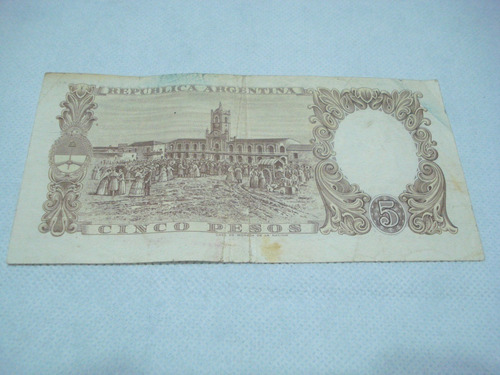 REPUBLICA ARGENTINA
CINCO PESOS
5